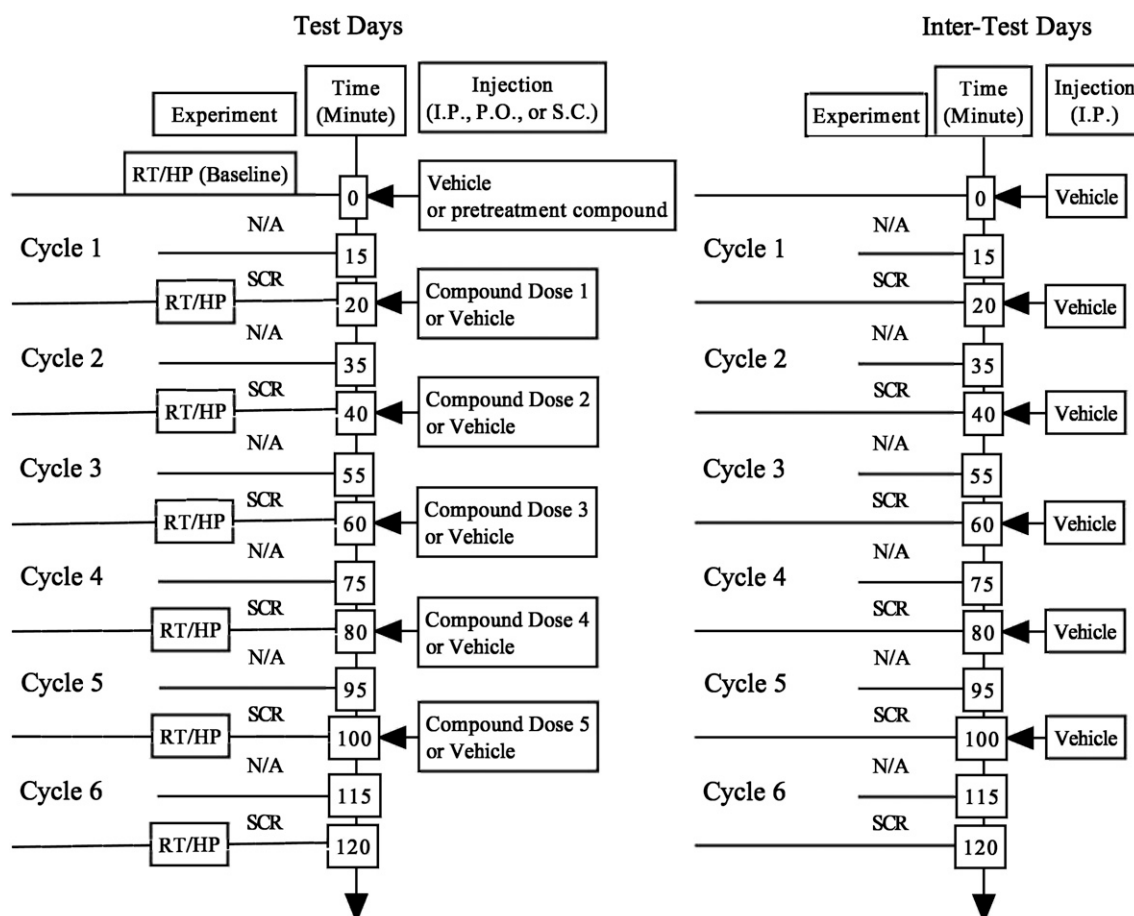 Test Days
Inter-Test Days
Experiment
Time
(Minute)
Injection
(I.P., P.O., or S.C.)
RT/HP (Baseline)
0
Vehicle
or pretreatment compound
N/A
Cycle 1
15
SCR
RT/HP
20
Compound Dose 1
or Vehicle
N/A
Cycle 2
35
SCR
RT/HP
40
Compound Dose 2
or Vehicle
N/A
Cycle 3
55
SCR
RT/HP
60
Compound Dose 3
or Vehicle
N/A
Cycle 4
75
SCR
RT/HP
80
Compound Dose 4
or Vehicle
N/A
Cycle 5
95
SCR
RT/HP
100
Compound Dose 5
or Vehicle
N/A
Cycle 6
115
SCR
RT/HP
120
Experiment
Time
(Minute)
Injection
(I.P.)
0
Vehicle
N/A
Cycle 1
15
SCR
20
Vehicle
N/A
Cycle 2
35
SCR
40
Vehicle
N/A
Cycle 3
55
SCR
60
Vehicle
N/A
Cycle 4
75
SCR
80
Vehicle
N/A
Cycle 5
95
SCR
100
Vehicle
N/A
Cycle 6
115
SCR
120